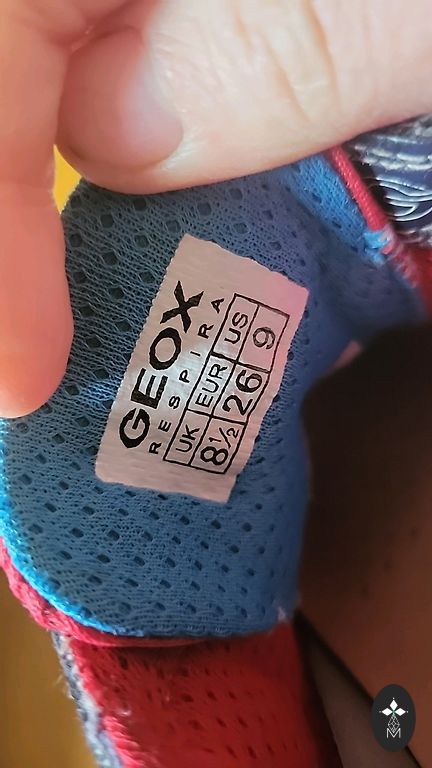 GEOX
RESPIRA
UK EUR US
8½ 26 9
M